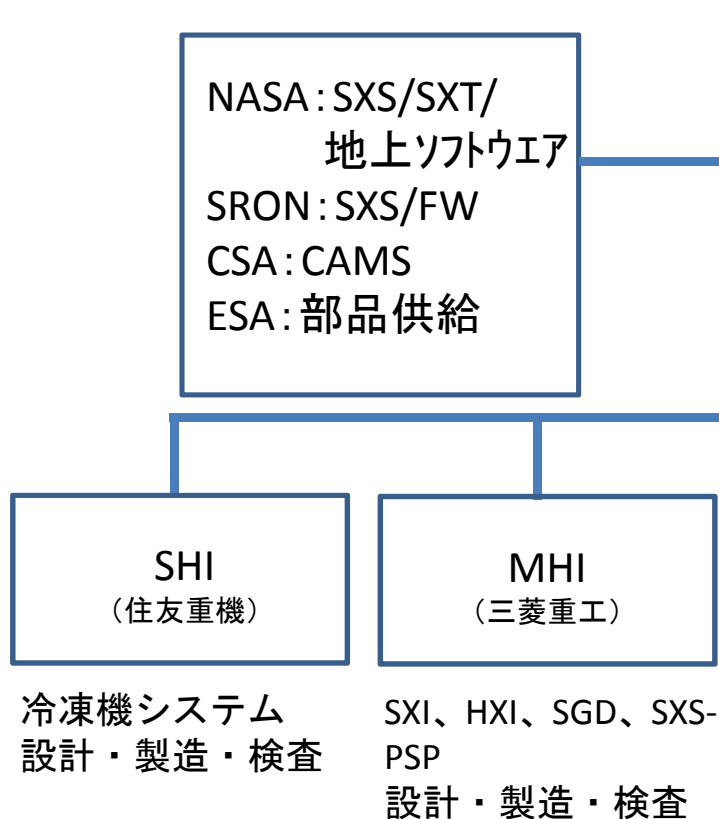 NASA：SXS/SXT/
地上ソフトウエア
SRON：SXS/FW
CSA：CAMS
ESA：部品供給
SHI
（住友重機）
MHI
（三菱重工）
冷凍機システム
設計・製造・検査
SXI、HXI、SGD、SXS-
PSP
設計・製造・検査